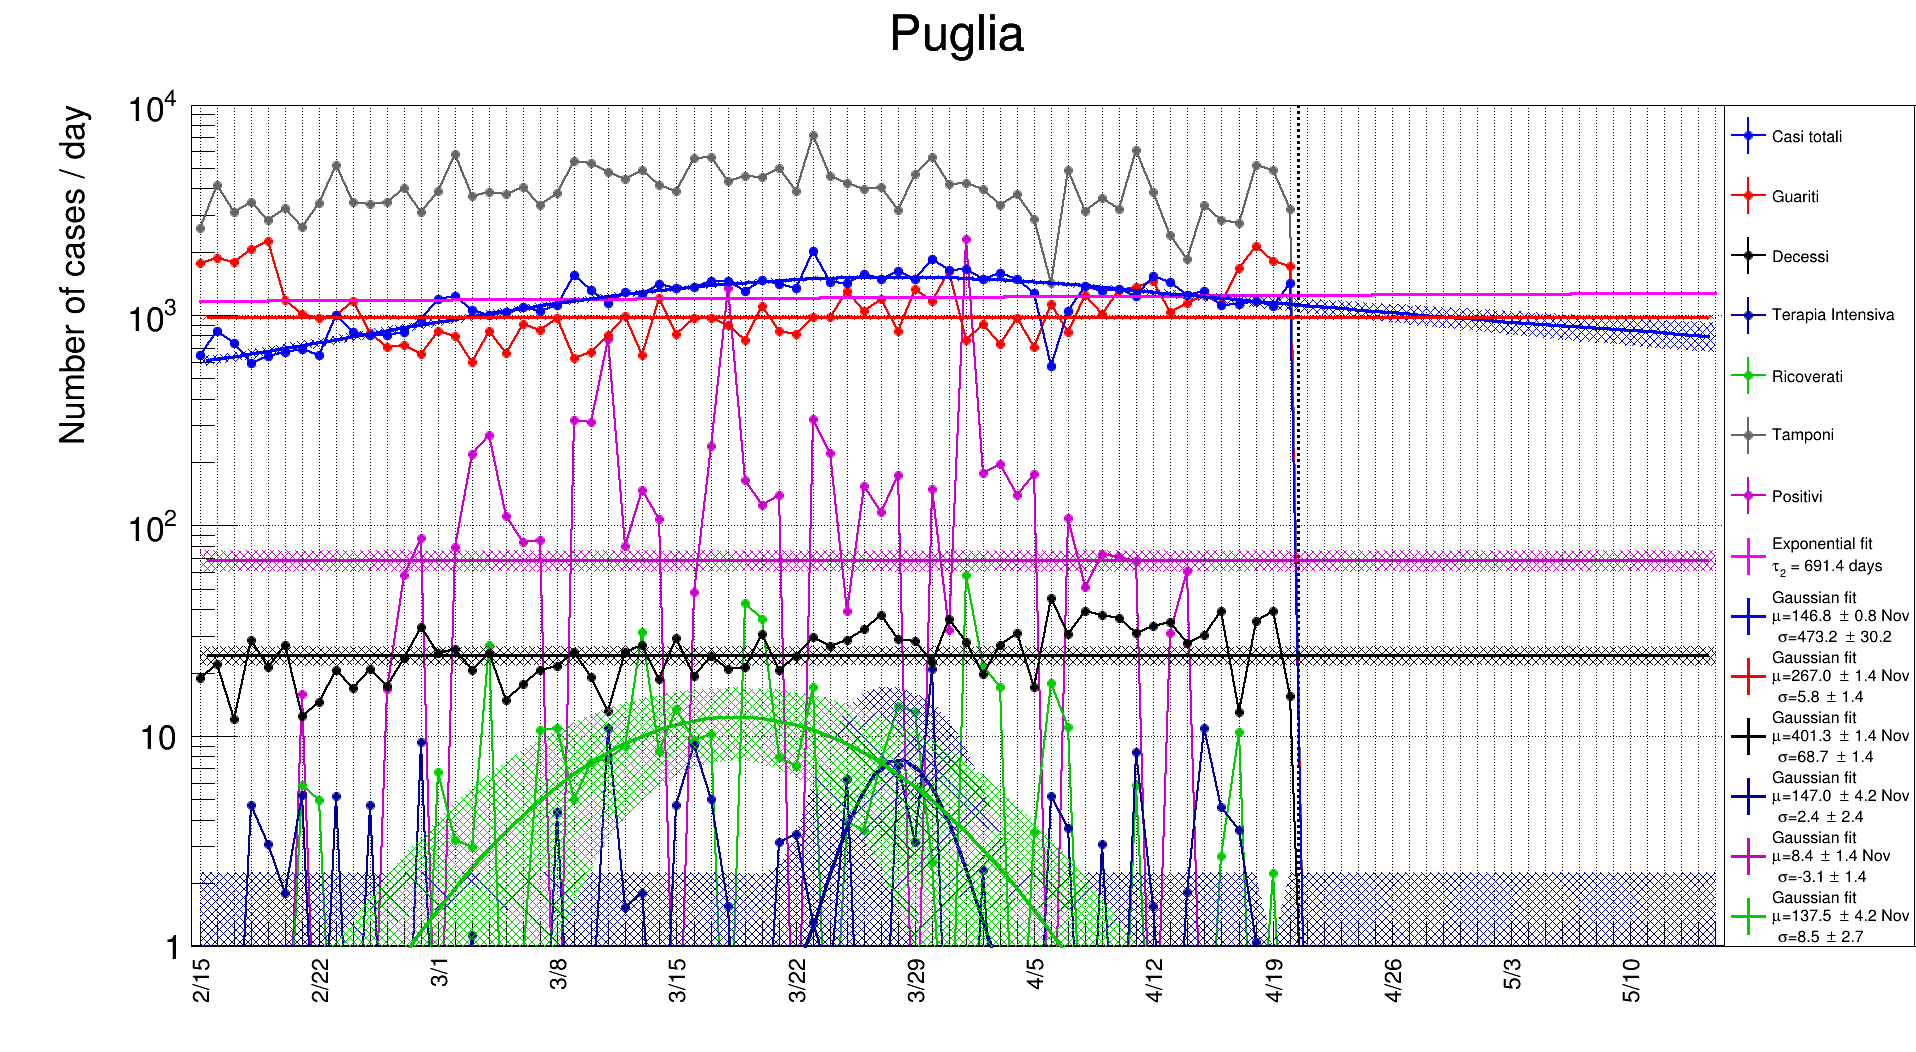 Puglia
Number of cases / day
10^4
10^3
10^2
10
1
2/15
2/22
3/1
3/8
3/15
3/22
3/29
4/5
4/12
4/19
4/26
5/3
5/10
Casi totali
Guariti
Decessi
Terapia Intensiva
Ricoverati
Tamponi
Positivi
Exponential fit
τ₂ = 691.4 days
Gaussian fit
μ=146.8 ± 0.8 Nov
σ=473.2 ± 30.2
Gaussian fit
μ=267.0 ± 1.4 Nov
σ=5.8 ± 1.4
Gaussian fit
μ=401.3 ± 1.4 Nov
σ=68.7 ± 1.4
Gaussian fit
μ=147.0 ± 4.2 Nov
σ=2.4 ± 2.4
Gaussian fit
μ=8.4 ± 1.4 Nov
σ=-3.1 ± 1.4
Gaussian fit
μ=137.5 ± 4.2 Nov
σ=8.5 ± 2.7